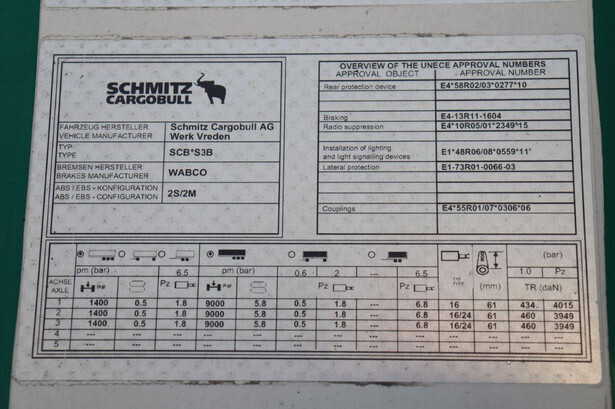 SCHMITZ
CARGOBULL
FAHRZEUG HERSTELLER
VEHICLE MANUFACTURER
Schmitz Cargobull AG
Werk Vreden
TYP
TYPE
SCB*S3B
BREMSEN HERSTELLER
BRAKES MANUFACTURER
WABCO
ABS / EBS - KONFIGURATION
ABS / EBS - CONFIGURATION
2S/2M
OVERVIEW OF THE UNECE APPROVAL NUMBERS
APPROVAL OBJECT APPROVAL NUMBER
Rear protection device E4*58R02/03*0277*10
Braking E4-13R11-1604
Radio suppression E4*10R05/01*2349*15
Installation of lighting
and light signalling devices E1*48R06/08*0559*11
Lateral protection E1-73R01-0066-03
Couplings E4*55R01/07*0306*06
(bar)
pm (bar) 6.5 pm (bar) 0.6 2 --- 6.5 1.0 Pz
ACHSE
AXLE
Pz Pz Pz (mm) TR (daN)
1 1400 0.5 1.8 9000 5.8 0.5 1.8 --- 6.8 16 61 434 4015
2 1400 0.5 1.8 9000 5.8 0.5 1.8 --- 6.8 16/24 61 460 3949
3 1400 0.5 1.8 9000 5.8 0.5 1.8 --- 6.8 16/24 61 460 3949
4 --- --- --- --- --- --- --- --- --- --- --- --- ---
5 --- --- --- --- --- --- --- --- --- --- --- --- ---